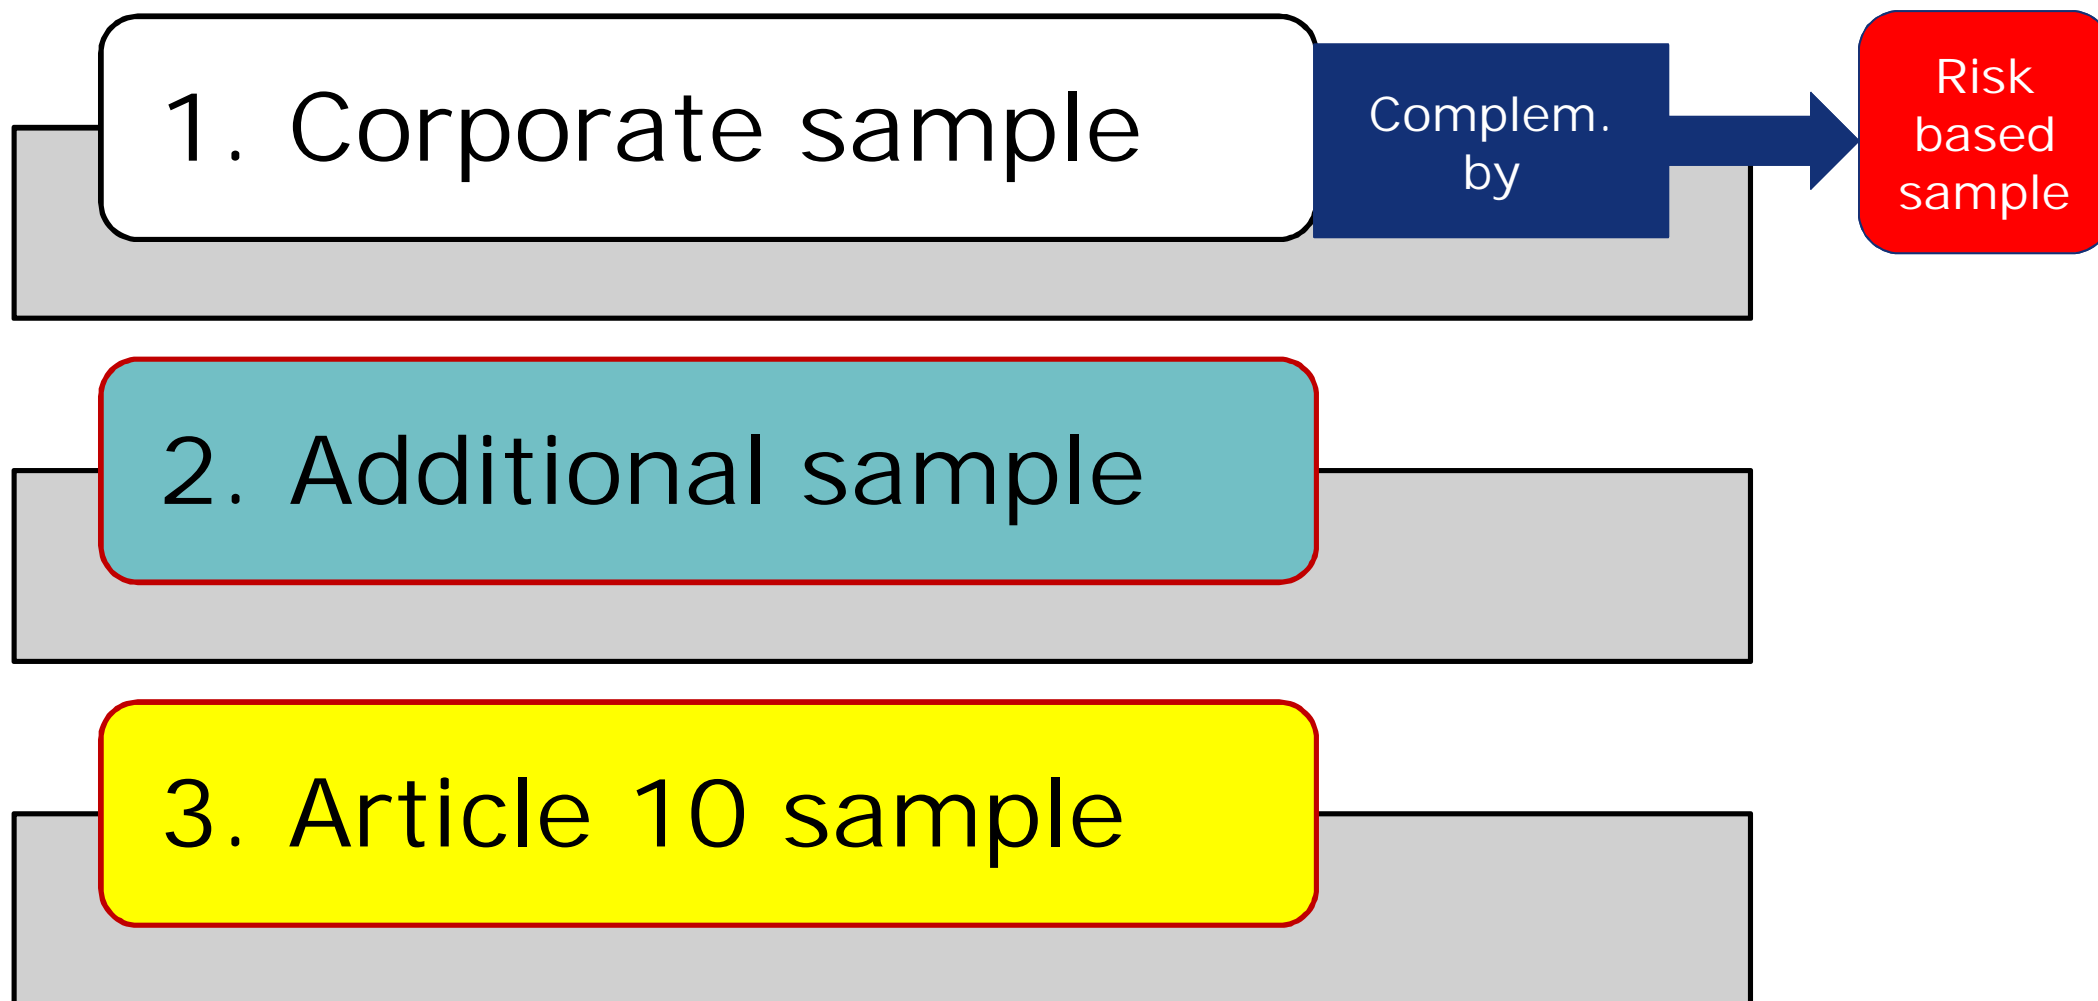 1. Corporate sample
Complem.
by
Risk
based
sample
2. Additional sample
3. Article 10 sample